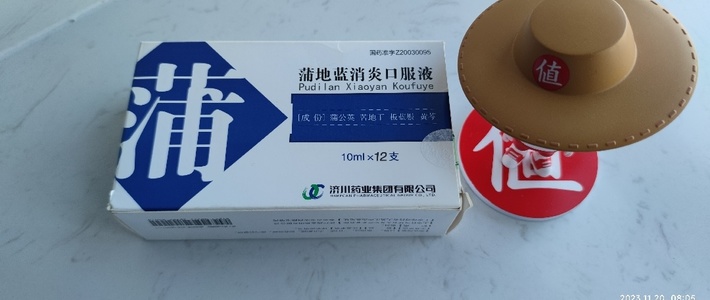 国药准字Z20030095
蒲地蓝消炎口服液
Pudilan Xiaoyan Koufuye
蒲
[成份] 蒲公英 苦地丁 板蓝根 黄芩
10ml×12支
济川药业集团有限公司
值
值
2023.11.20 08:05